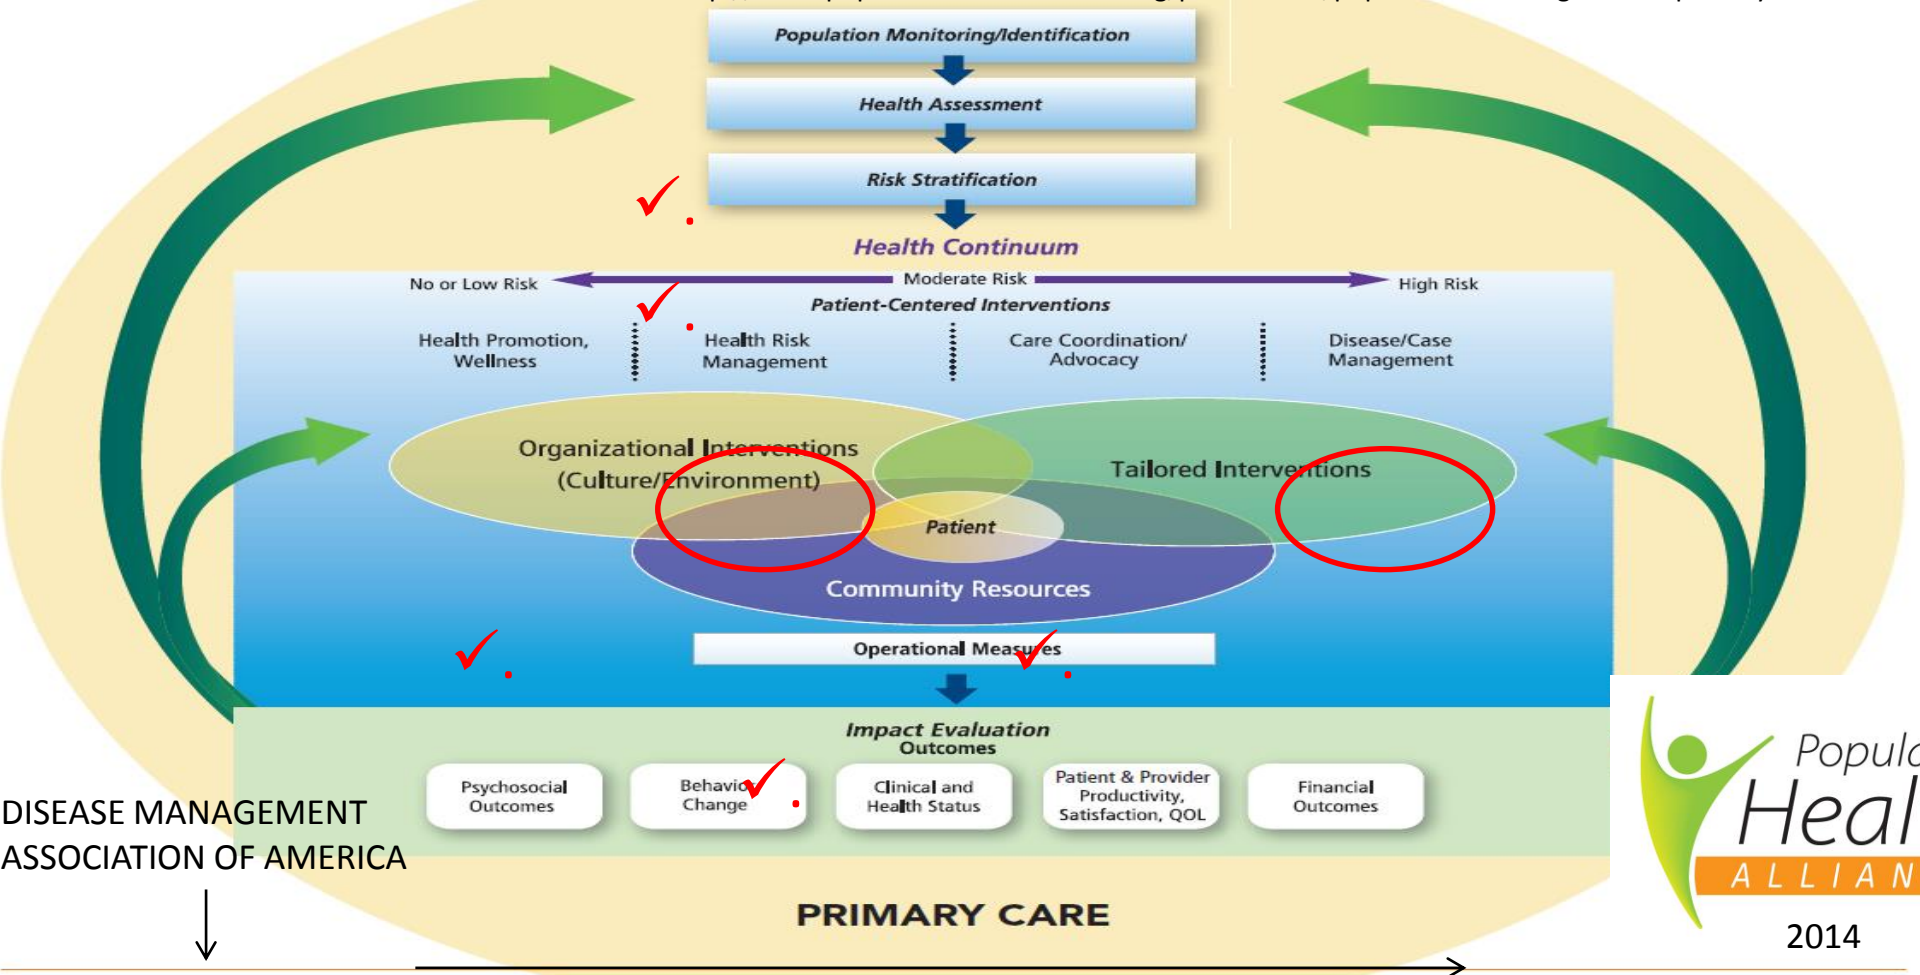 Population Monitoring/Identification
Health Assessment
Risk Stratification
Health Continuum
No or Low Risk
Moderate Risk
High Risk
Patient-Centered Interventions
Health Promotion,
Wellness
Health Risk
Management
Care Coordination/
Advocacy
Disease/Case
Management
Organizational Interventions
(Culture/Environment)
Tailored Interventions
Patient
Community Resources
Operational Measures
Impact Evaluation
Outcomes
Psychosocial
Outcomes
Behavior
Change
Clinical and
Health Status
Patient & Provider
Productivity,
Satisfaction, QOL
Financial
Outcomes
DISEASE MANAGEMENT
ASSOCIATION OF AMERICA
PRIMARY CARE
Popula
Heal
ALLIAN
2014